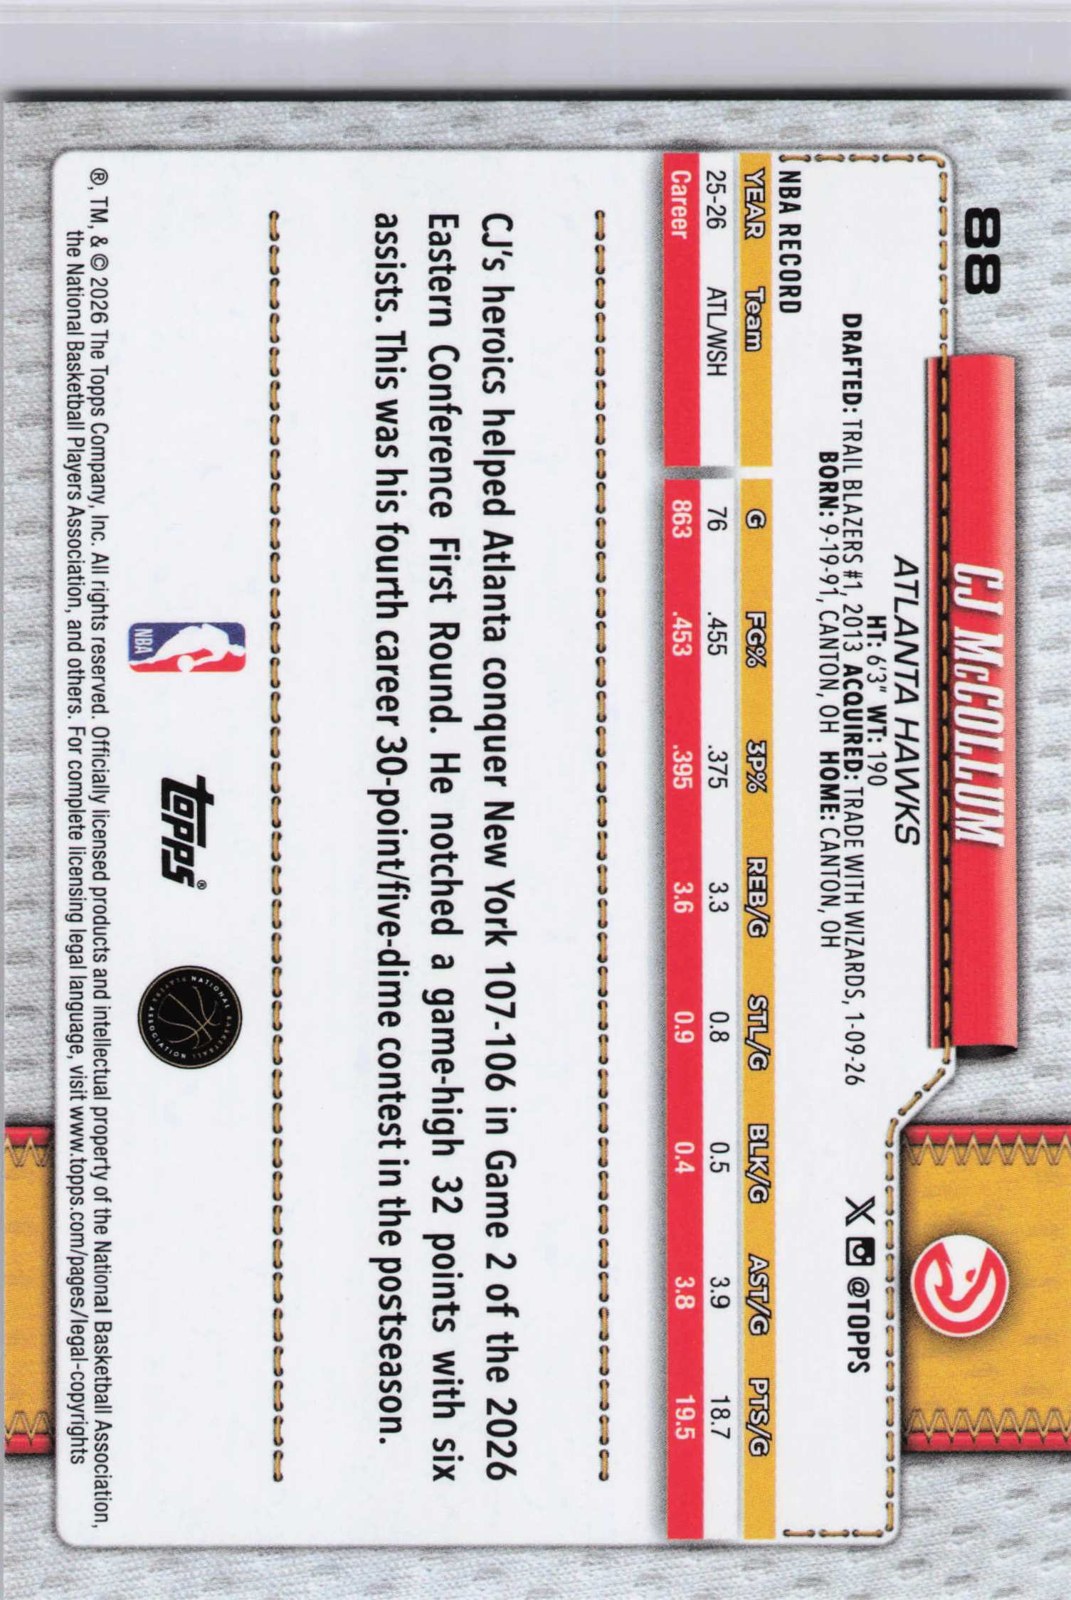 88
CJ McCOLLUM
ATLANTA HAWKS
HT: 6'3" WT: 190
DRAFTED: TRAIL BLAZERS #1, 2013 ACQUIRED: TRADE WITH WIZARDS, 1-09-26
BORN: 9-19-91, CANTON, OH HOME: CANTON, OH
@TOPPS
NBA RECORD
YEAR Team G FG% 3P% REB/G STL/G BLK/G AST/G PTS/G
25-26 ATL/WSH 76 .455 .375 3.3 0.8 0.5 3.9 18.7
Career 863 .453 .395 3.6 0.9 0.4 3.8 19.5
CJ's heroics helped Atlanta conquer New York 107-106 in Game 2 of the 2026
Eastern Conference First Round. He notched a game-high 32 points with six
assists. This was his fourth career 30-point/five-dime contest in the postseason.
NBA
topps®
NATIONAL BASKETBALL PLAYERS ASSOCIATION
®, TM, & © 2026 The Topps Company, Inc. All rights reserved. Officially licensed products and intellectual property of the National Basketball Association,
the National Basketball Players Association, and others. For complete licensing legal language, visit www.topps.com/pages/legal-copyrights